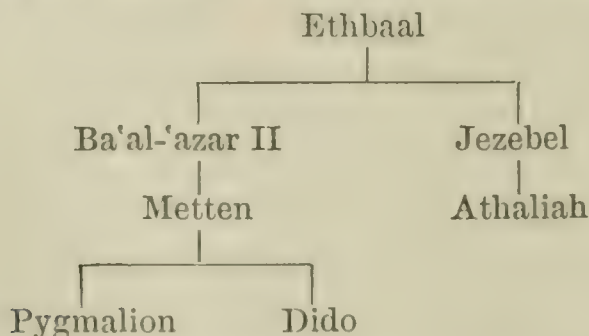 Ethbaal
Ba‘al-‘azar II Jezebel
Metten Athaliah
Pygmalion Dido